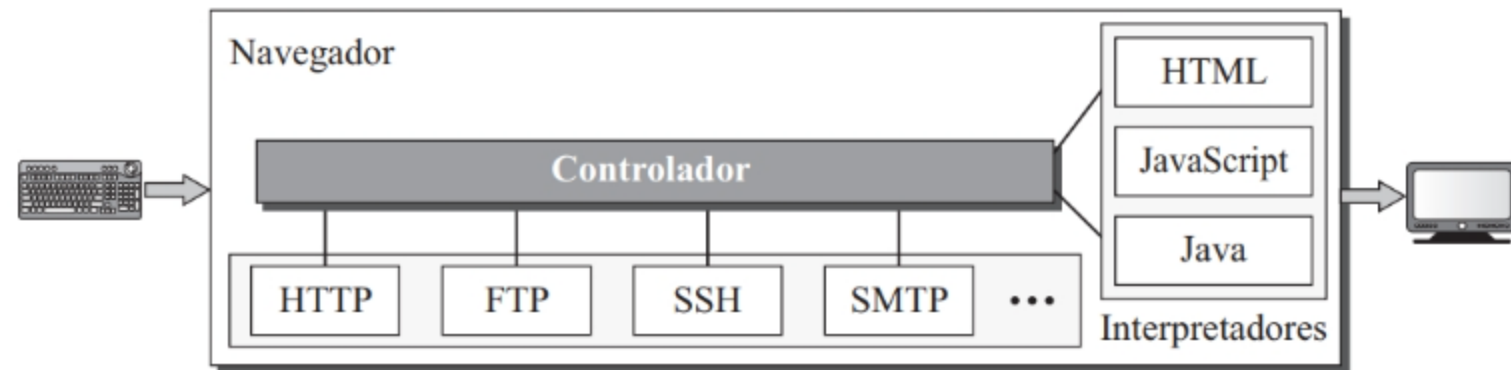 Navegador
HTML
Controlador
JavaScript
Java
HTTP FTP SSH SMTP ...
Interpretadores